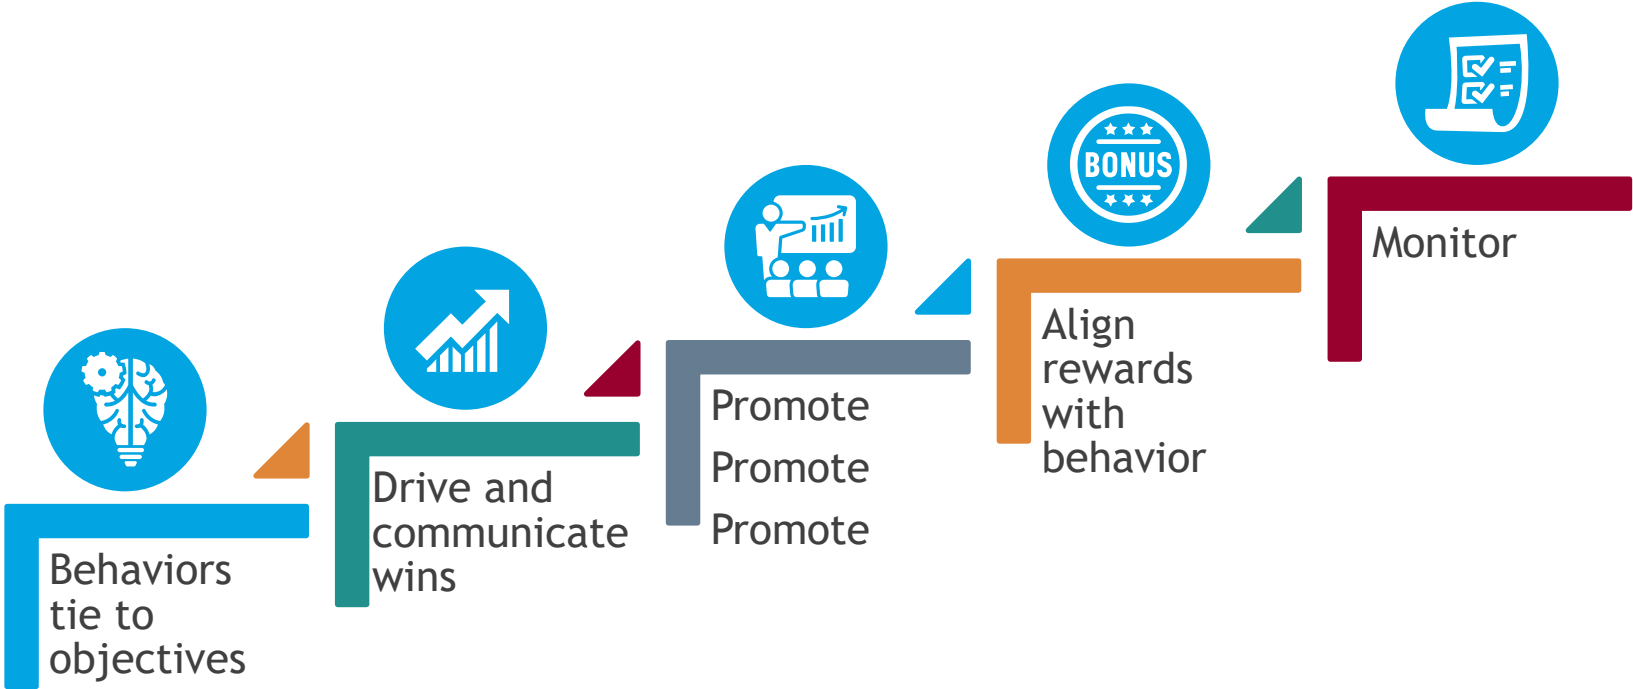 Behaviors
tie to
objectives
Drive and
communicate
wins
Promote
Promote
Promote
BONUS
Align
rewards
with
behavior
Monitor